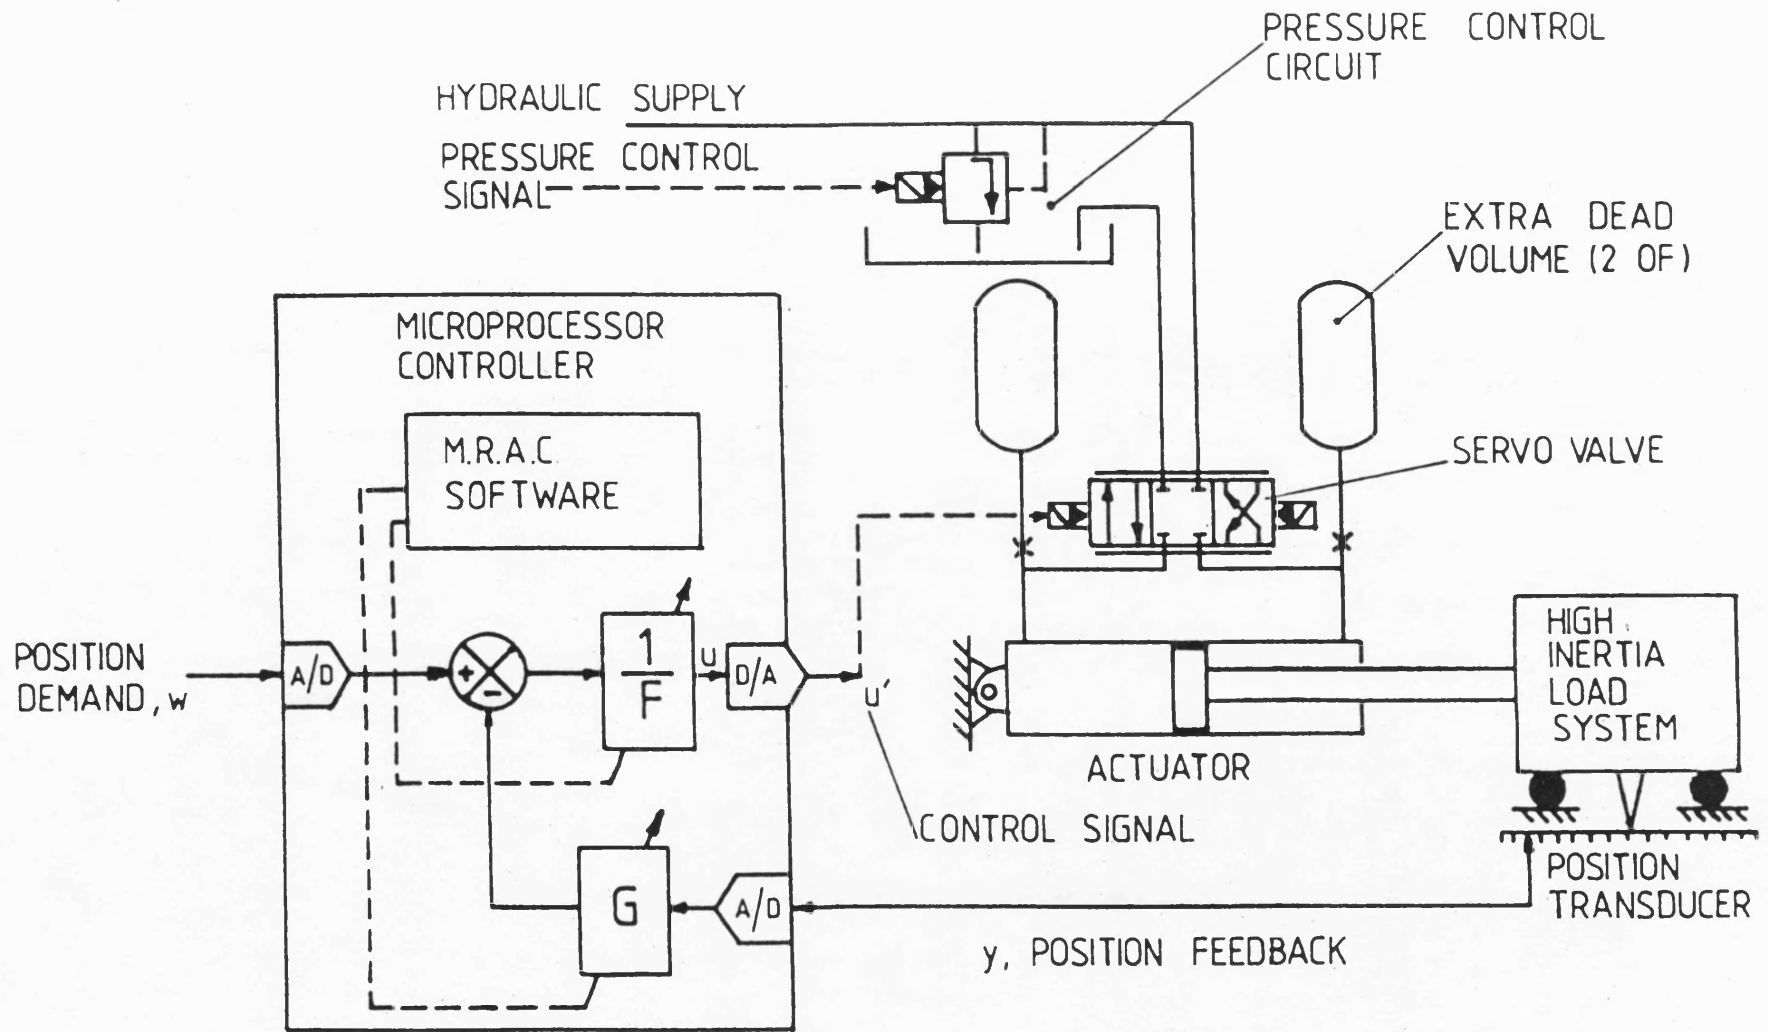 PRESSURE CONTROL
CIRCUIT
HYDRAULIC SUPPLY
PRESSURE CONTROL
SIGNAL
EXTRA DEAD
VOLUME (2 OF)
MICROPROCESSOR
CONTROLLER
M.R.A.C.
SOFTWARE
SERVO VALVE
POSITION
DEMAND, w
A/D
+
-
1
F
u
D/A
u'
HIGH
INERTIA
LOAD
SYSTEM
ACTUATOR
CONTROL SIGNAL
G
A/D
POSITION
TRANSDUCER
y, POSITION FEEDBACK